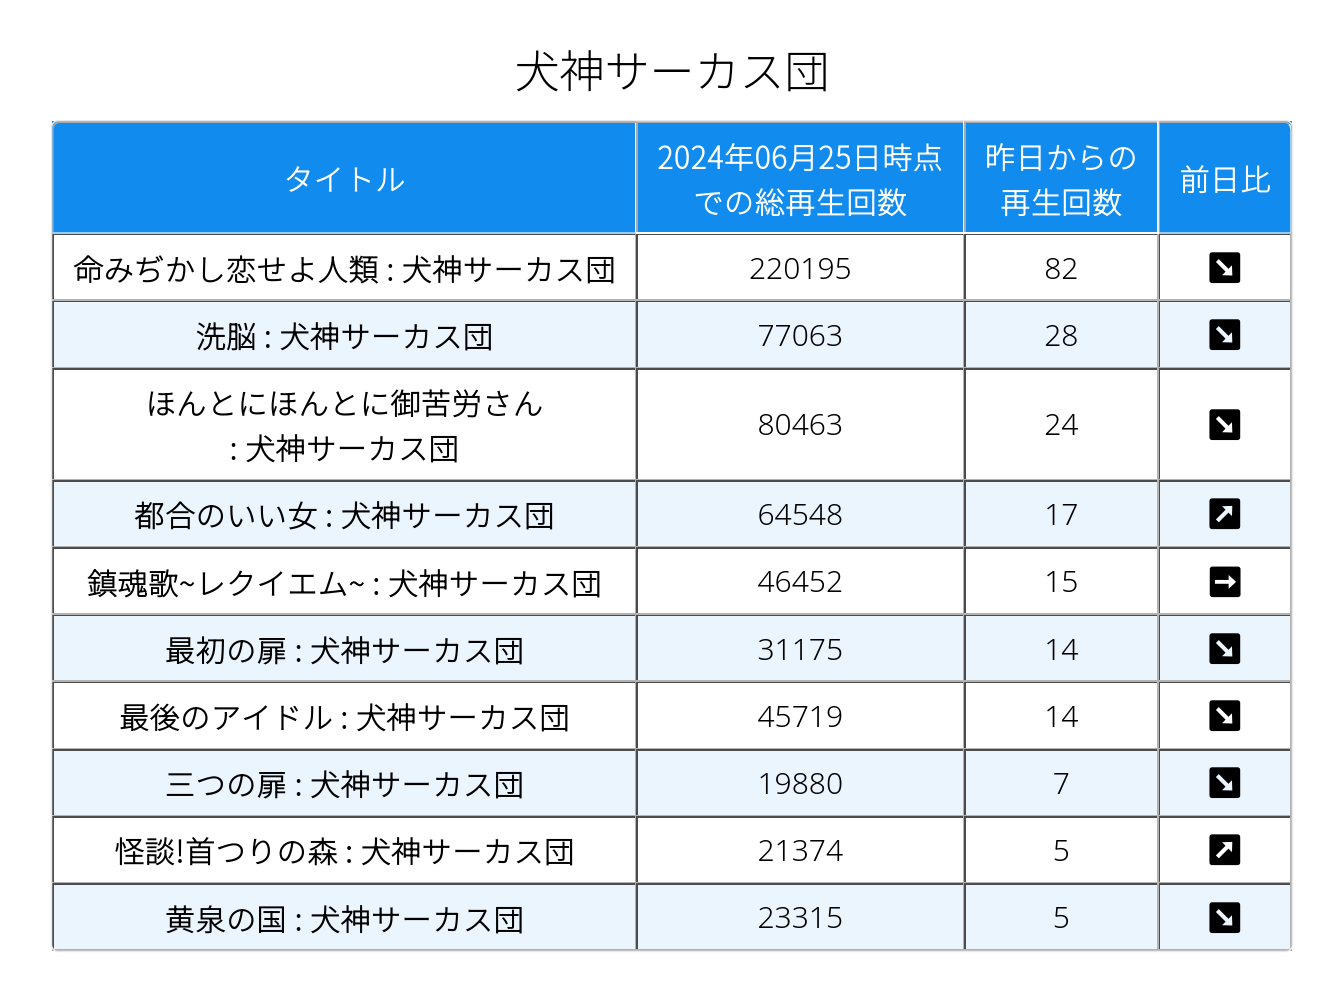 犬神サーカス団
タイトル
2024年06月25日時点
での総再生回数
昨日からの
再生回数
前日比
命みぢかし恋せよ人類 : 犬神サーカス団 220195 82 ↘
洗脳 : 犬神サーカス団 77063 28 ↘
ほんとにほんとに御苦労さん
: 犬神サーカス団 80463 24 ↘
都合のいい女 : 犬神サーカス団 64548 17 ↗
鎮魂歌~レクイエム~ : 犬神サーカス団 46452 15 →
最初の扉 : 犬神サーカス団 31175 14 ↘
最後のアイドル : 犬神サーカス団 45719 14 ↘
三つの扉 : 犬神サーカス団 19880 7 ↘
怪談!首つりの森 : 犬神サーカス団 21374 5 ↗
黄泉の国 : 犬神サーカス団 23315 5 ↘